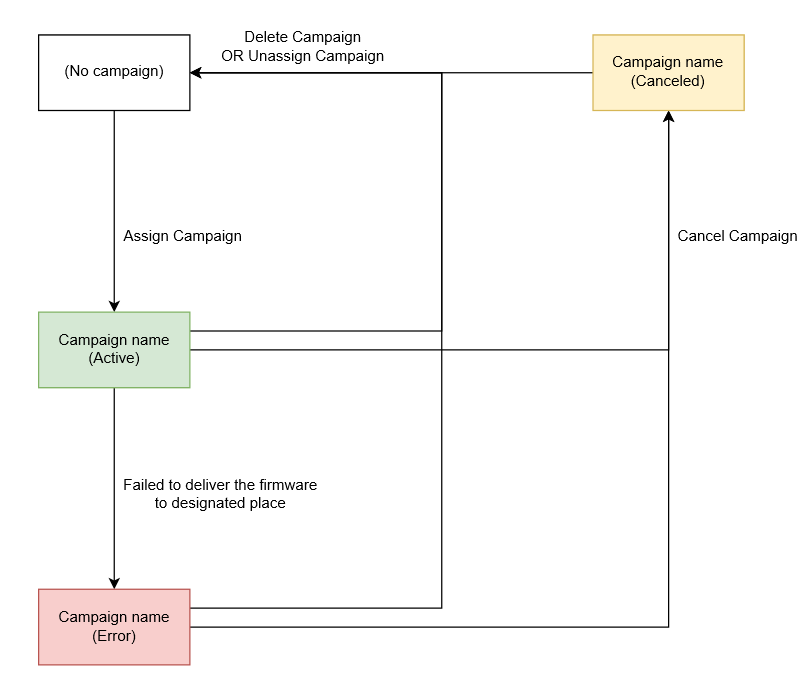 Delete Campaign
OR Unassign Campaign
(No campaign)
Campaign name
(Canceled)
Assign Campaign
Cancel Campaign
Campaign name
(Active)
Failed to deliver the firmware
to designated place
Campaign name
(Error)